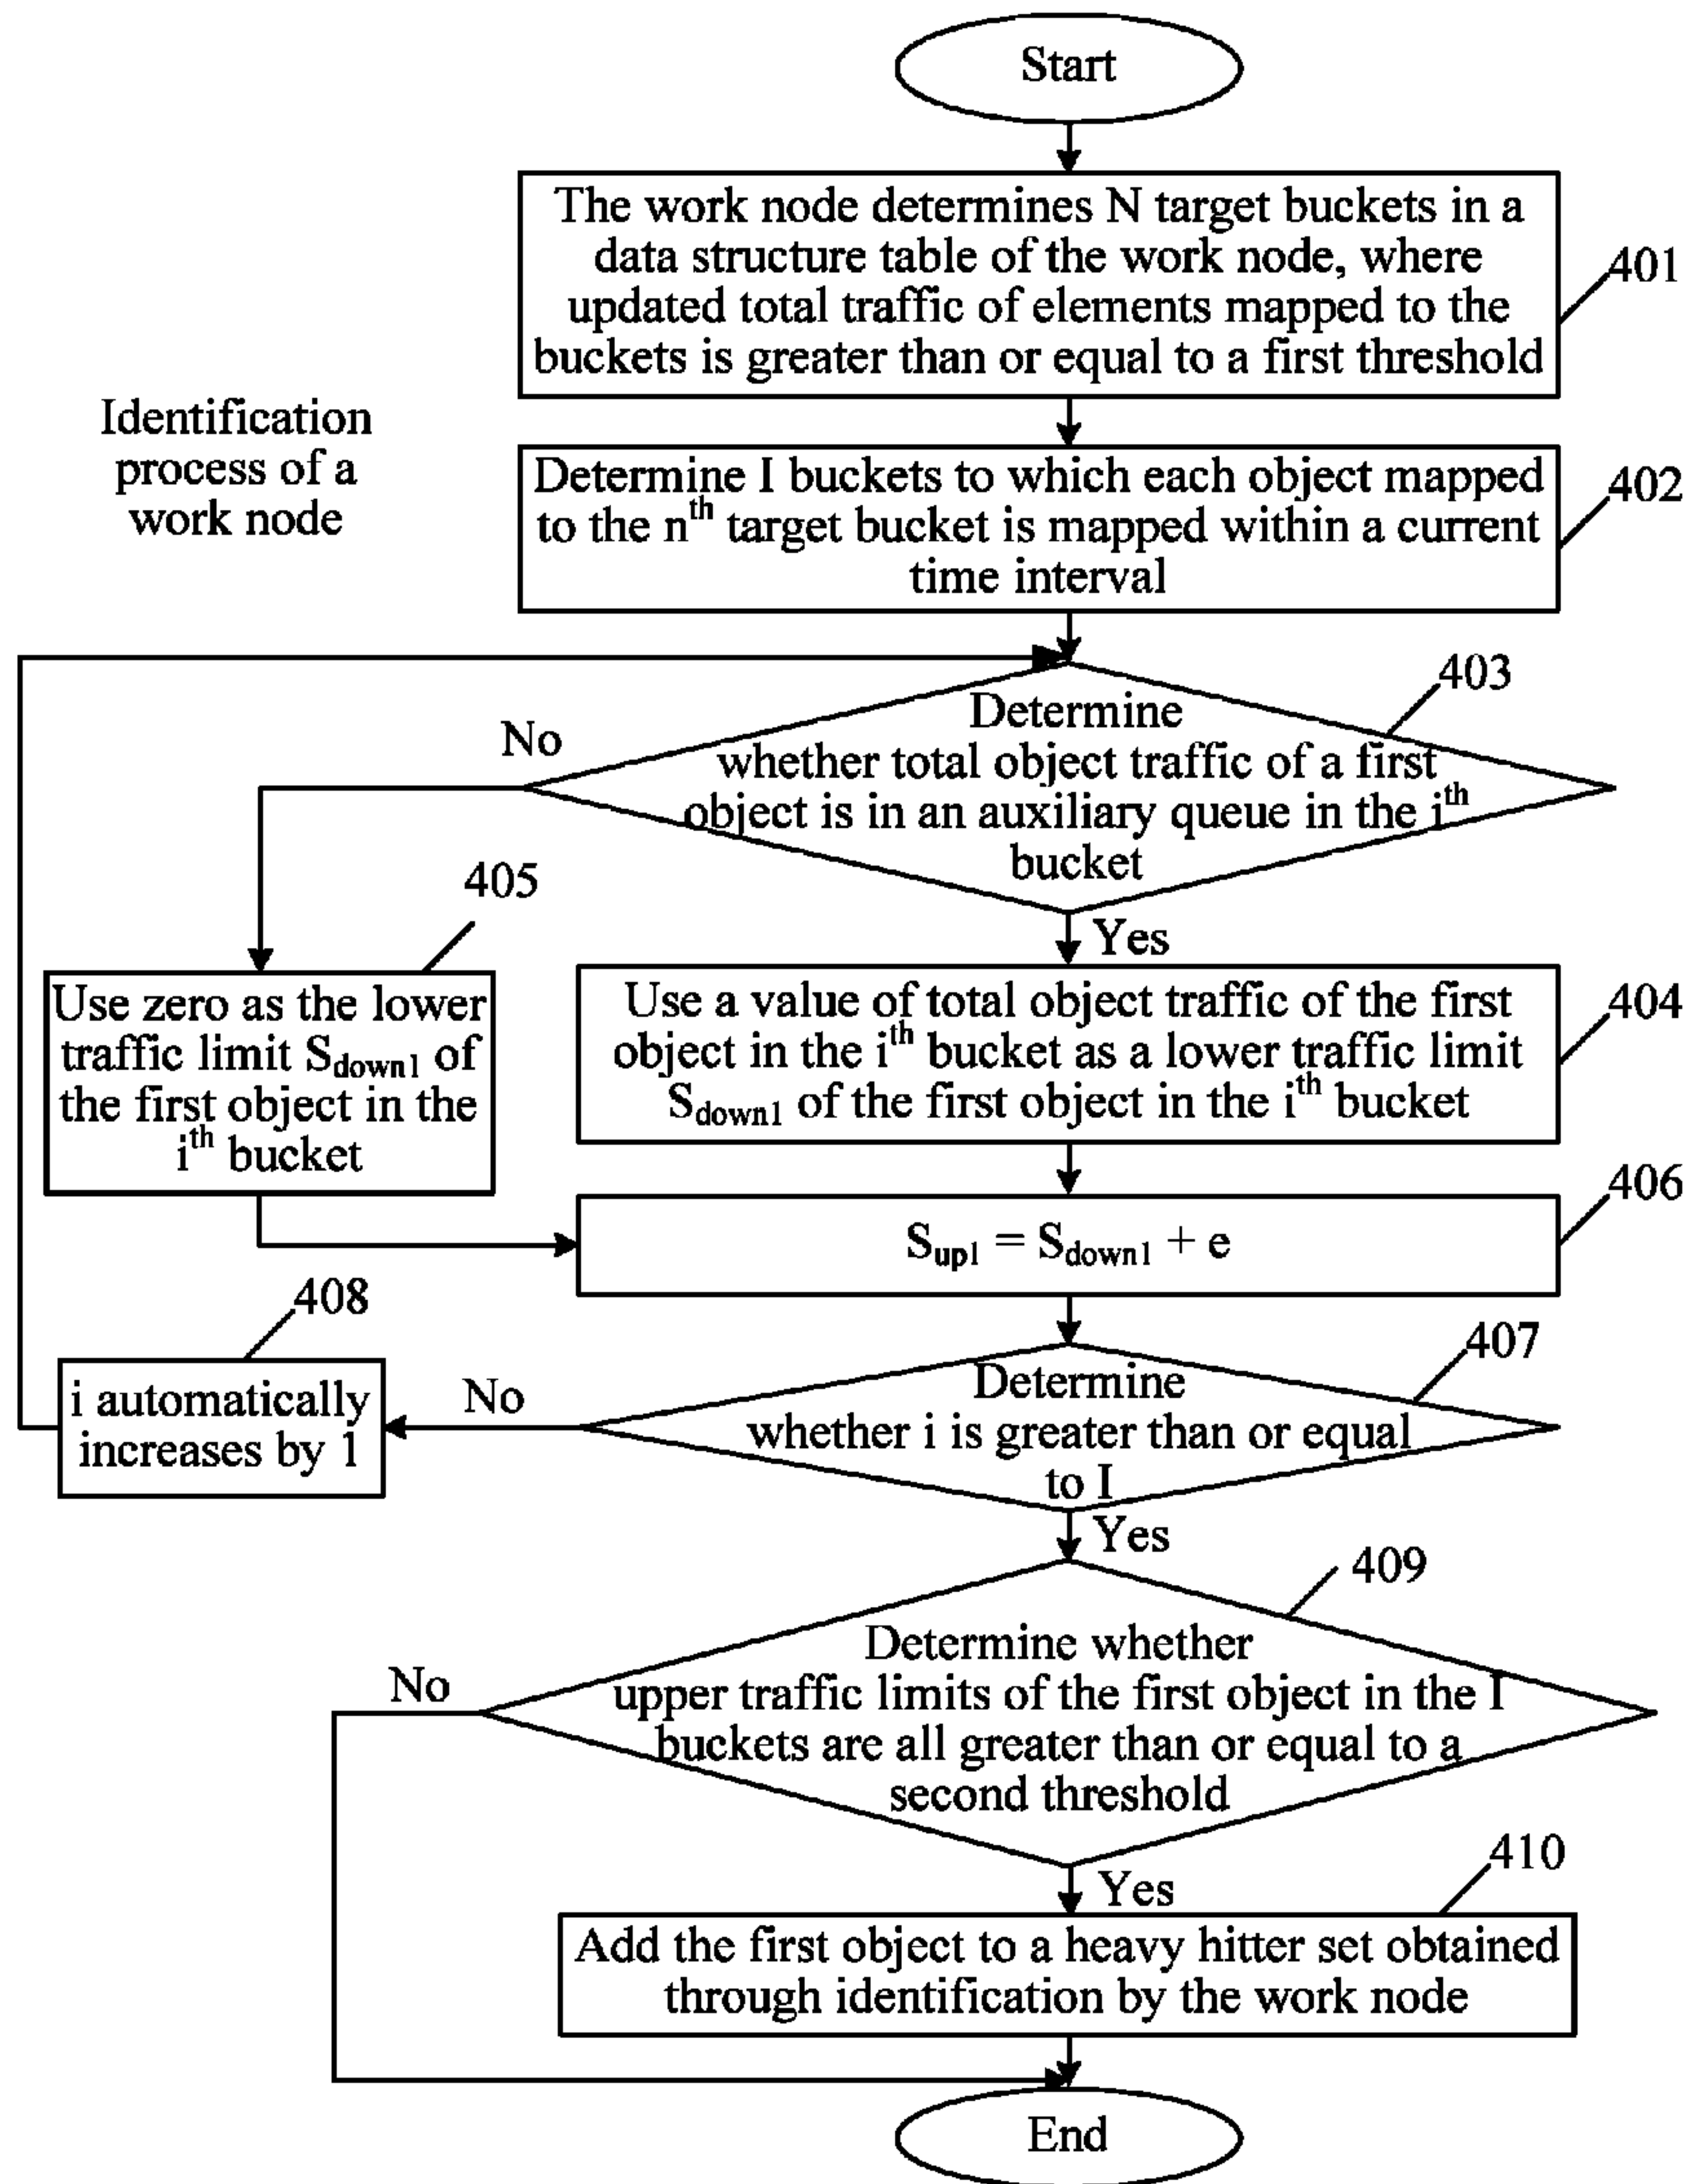 Start
The work node determines N target buckets in a
data structure table of the work node, where
updated total traffic of elements mapped to the
buckets is greater than or equal to a first threshold
401
Identification
process of a
work node
Determine I buckets to which each object mapped
to the nth target bucket is mapped within a current
time interval
402
403
Determine
whether total object traffic of a first
object is in an auxiliary queue in the ith
bucket
No
Yes
405
Use zero as the lower
traffic limit Sdown1 of
the first object in the
ith bucket
Use a value of total object traffic of the first
object in the ith bucket as a lower traffic limit
Sdown1 of the first object in the ith bucket
404
406
Sup1 = Sdown1 + e
408
i automatically
increases by 1
No
407
Determine
whether i is greater than or equal
to I
Yes
409
Determine whether
upper traffic limits of the first object in the I
buckets are all greater than or equal to a
second threshold
No
Yes
410
Add the first object to a heavy hitter set obtained
through identification by the work node
End